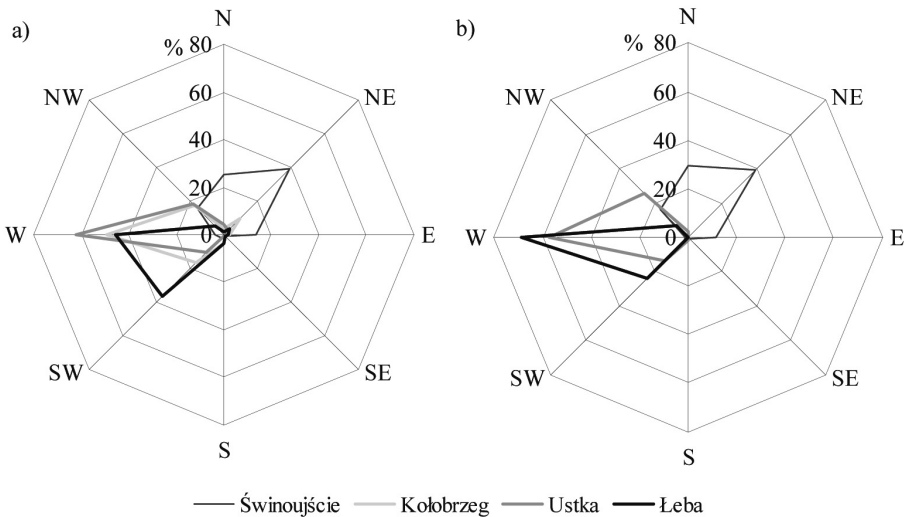 a)
N
% 80
NW
NE
60
40
20
W
0
E
SW
SE
S
b)
N
% 80
NW
NE
60
40
20
W
0
E
SW
SE
S
Świnoujście Kołobrzeg Ustka Łeba